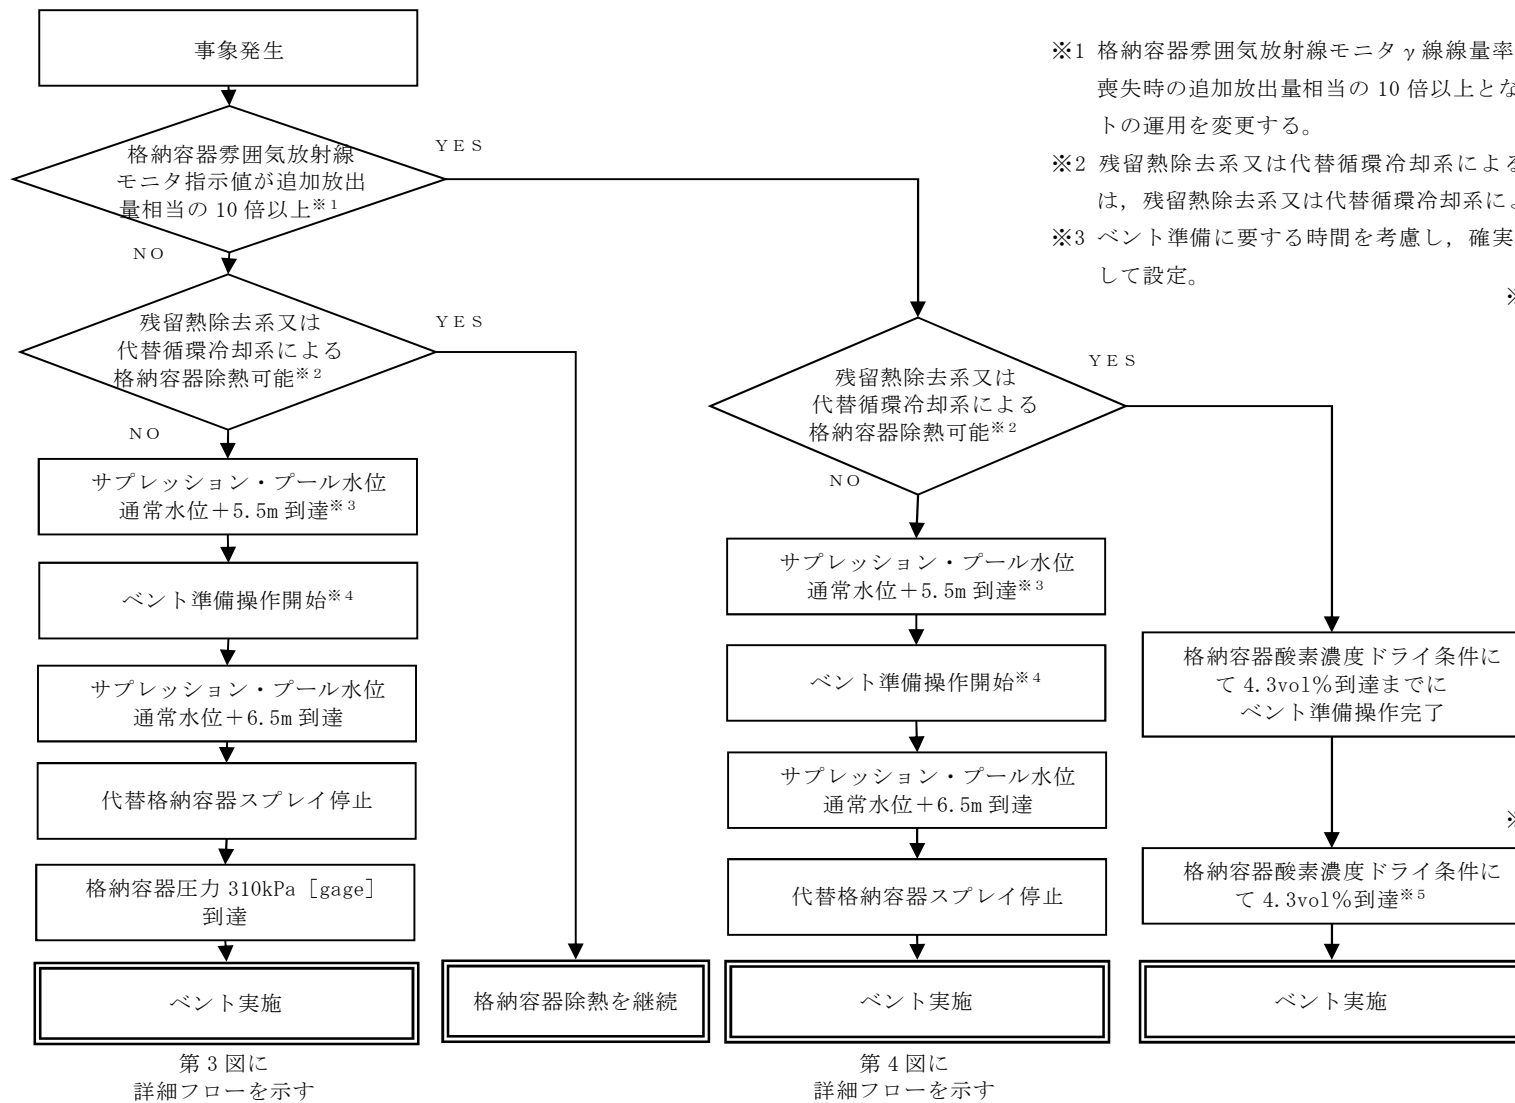 事象発生
格納容器雰囲気放射線
モニタ指示値が追加放出
量相当の 10 倍以上※1
YES
NO
残留熱除去系又は
代替循環冷却系による
格納容器除熱可能※2
YES
NO
サプレッション・プール水位
通常水位＋5.5m 到達※3
ベント準備操作開始※4
サプレッション・プール水位
通常水位＋6.5m 到達
代替格納容器スプレイ停止
格納容器圧力 310kPa［gage］
到達
ベント実施
第 3 図に
詳細フローを示す
格納容器除熱を継続
残留熱除去系又は
代替循環冷却系による
格納容器除熱可能※2
YES
NO
サプレッション・プール水位
通常水位＋5.5m 到達※3
ベント準備操作開始※4
サプレッション・プール水位
通常水位＋6.5m 到達
代替格納容器スプレイ停止
ベント実施
第 4 図に
詳細フローを示す
格納容器酸素濃度ドライ条件に
て 4.3vol％到達までに
ベント準備操作完了
格納容器酸素濃度ドライ条件に
て 4.3vol％到達※5
ベント実施
※1 格納容器雰囲気放射線モニタγ線線量率
喪失時の追加放出量相当の 10 倍以上とな
トの運用を変更する。
※2 残留熱除去系又は代替循環冷却系による
は，残留熱除去系又は代替循環冷却系によ
※3 ベント準備に要する時間を考慮し，確実
して設定。
※
※